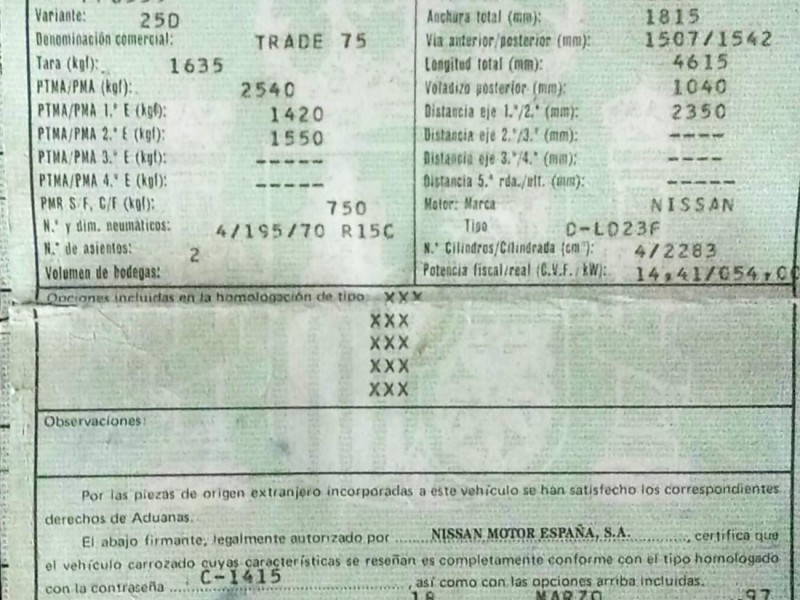 Variante: 25D
Denominación comercial: TRADE 75
Tara (kgf): 1635
PTMA/PMA (kgf): 2540
PTMA/PMA 1.º E (kgf): 1420
PTMA/PMA 2.º E (kgf): 1550
PTMA/PMA 3.º E (kgf): -----
PTMA/PMA 4.º E (kgf): -----
PMR S/F, C/F (kgf): 750
N.º y dim. neumáticos: 4/195/70 R15C
N.º de asientos: 2
Volumen de bodegas:
Anchura total (mm): 1815
Via anterior/posterior (mm): 1507/1542
Longitud total (mm): 4615
Voladizo posterior (mm): 1040
Distancia eje 1.º/2.º (mm): 2350
Distancia eje 2.º/3.º (mm): ----
Distancia eje 3.º/4.º (mm): ----
Distancia 5.ª rda./ult. (mm): -----
Motor: Marca NISSAN
Tipo D-LD23F
N.º Cilindros/Cilindrada (cm³): 4/2283
Potencia fiscal/real (C.V.F./kW): 14,41/054,00
Opciones incluidas en la homologación de tipo XXX
XXX
XXX
XXX
XXX
Observaciones:
Por las piezas de origen extranjero incorporadas a este vehículo se han satisfecho los correspondientes
derechos de Aduanas.
El abajo firmante, legalmente autorizado por NISSAN MOTOR ESPAÑA, S.A. , certifica que
el vehículo carrozado cuyas características se reseñan es completamente conforme con el tipo homologado
con la contraseña C-1415 , así como con las opciones arriba incluidas.
18 MARZO 97